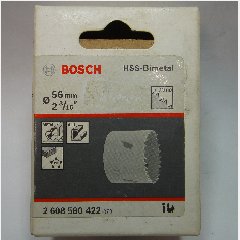 BOSCH
HSS-Bimetal
Ø 56 mm
2 3/16"
2 608 580 422